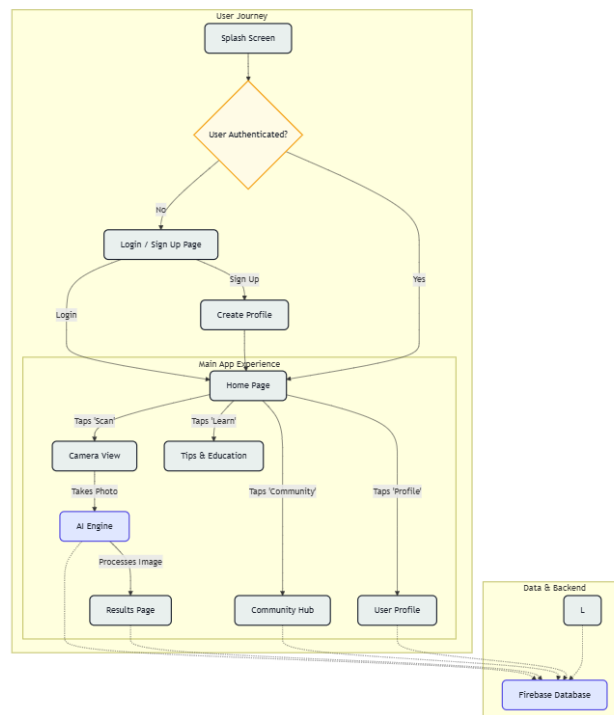 User Journey
Splash Screen
User Authenticated?
No
Login / Sign Up Page
Sign Up
Yes
Login
Create Profile
Main App Experience
Home Page
Taps 'Scan'
Taps 'Learn'
Camera View
Tips & Education
Takes Photo
Taps 'Community'
Taps 'Profile'
AI Engine
Processes Image
Data & Backend
Results Page
Community Hub
User Profile
L
Firebase Database